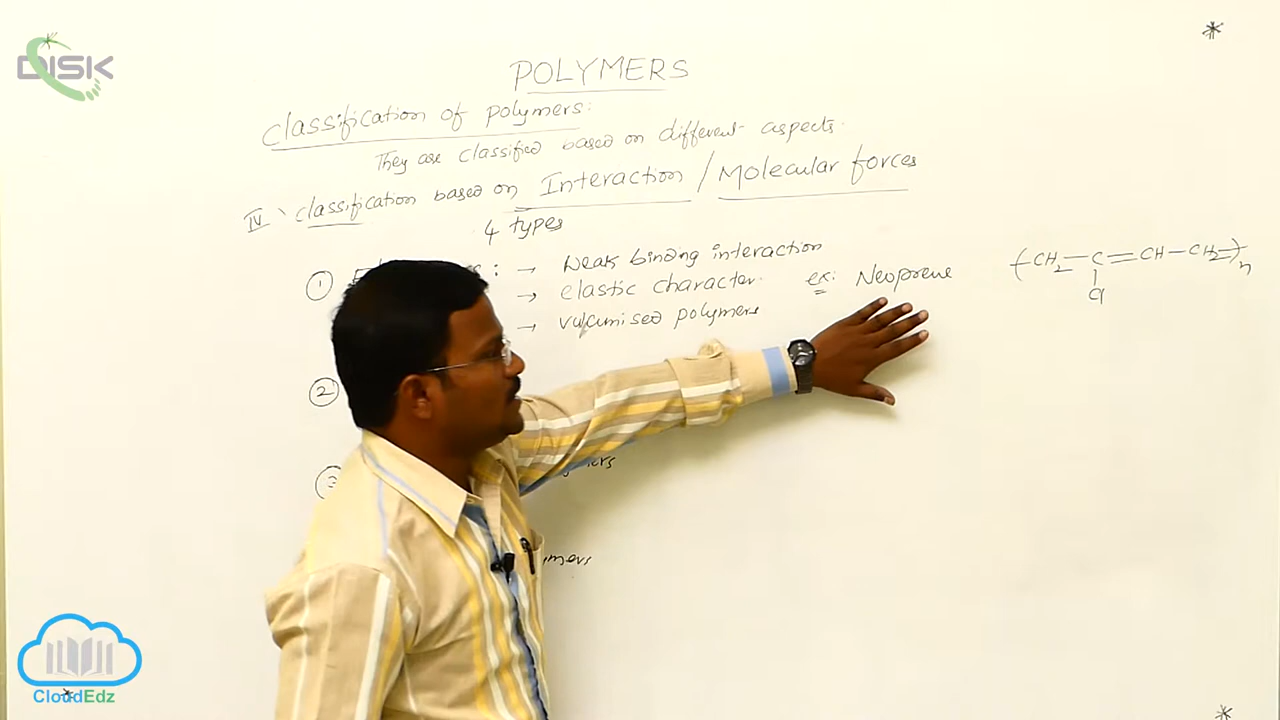 DISK
POLYMERS
Classification of polymers:
They are classified based on different aspects.
IV classification based on Interaction / Molecular forces
4 types
① : → Weak binding interaction
→ elastic character. ex: Neoprene
→ vulcunised polymers
(CH2-C=CH-CH2)n
Cl
②
③
CloudEdz